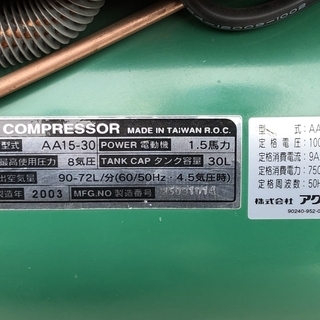 COMPRESSOR MADE IN TAIWAN R.O.C.
型式 AA15-30 POWER 電動機 1.5馬力
最高使用圧力 8気圧 TANK CAP タンク容量 30L
出空気量 90-72L/分(60/50Hz・4.5気圧時)
製造年 2003 MFG.NO 製造番号
型 式:AA
定格電圧:100
定格消費電流:9A
定格消費電力:750
定格周波数:50H
株式会社 アク
90240-952-0